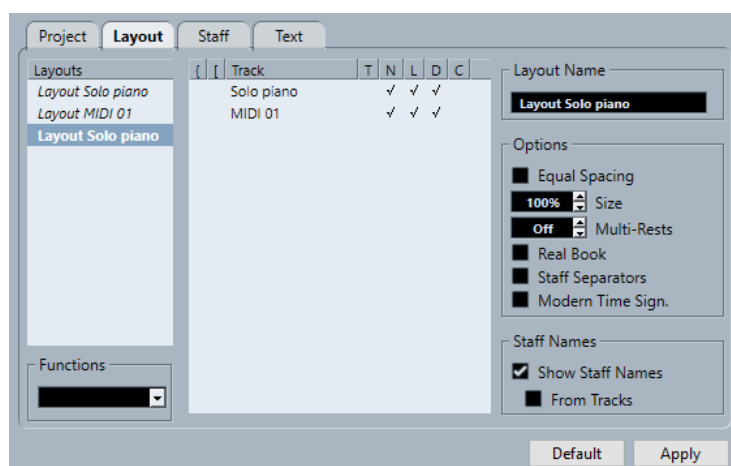 Project Layout Staff Text
Layouts
Layout Solo piano
Layout MIDI 01
Layout Solo piano
Functions
{ [ Track T N L D C
Solo piano √ √ √
MIDI 01 √ √ √
Layout Name
Layout Solo piano
Options
Equal Spacing
100% Size
Off Multi-Rests
Real Book
Staff Separators
Modern Time Sign.
Staff Names
Show Staff Names
From Tracks
Default Apply